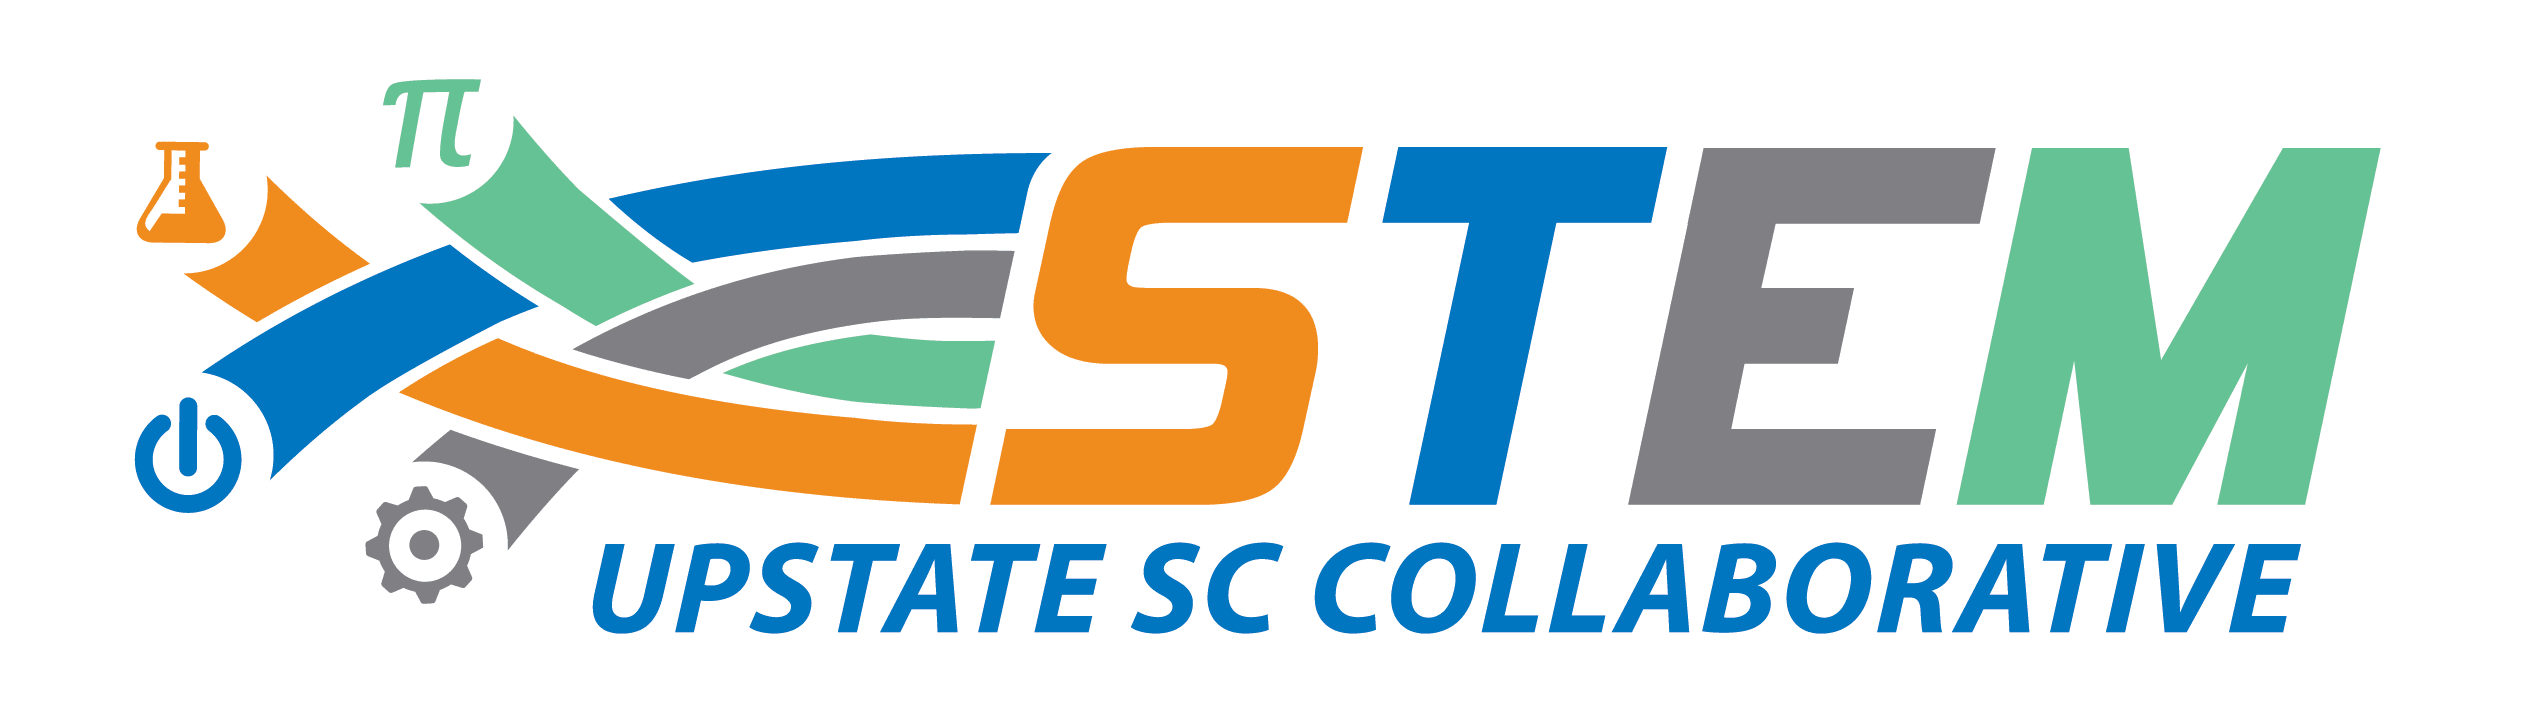 π
STEM
UPSTATE SC COLLABORATIVE